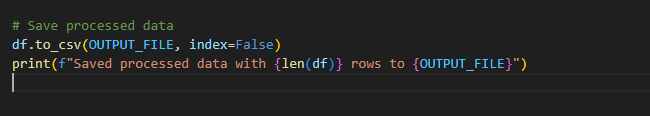 # Save processed data
df.to_csv(OUTPUT_FILE, index=False)
print(f"Saved processed data with {len(df)} rows to {OUTPUT_FILE}")